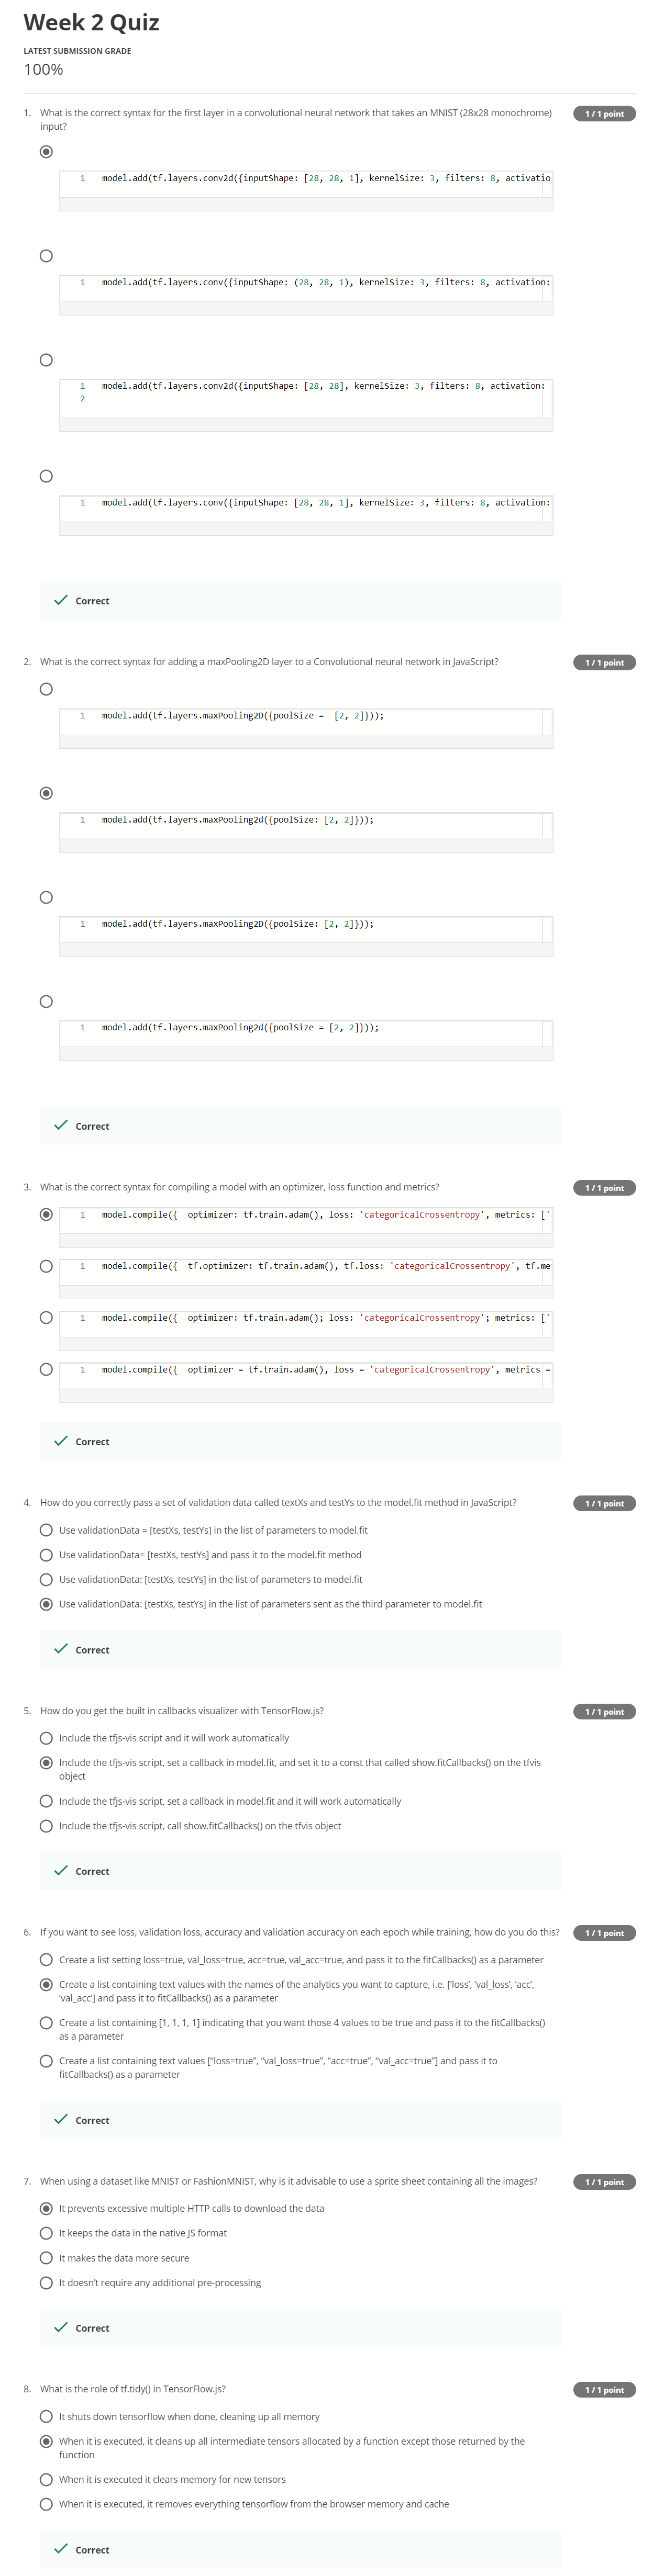 Week 2 Quiz
LATEST SUBMISSION GRADE
100%
1. What is the correct syntax for the first layer in a convolutional neural network that takes an MNIST (28x28 monochrome)
input?
1 / 1 point
1 model.add(tf.layers.conv2d({inputShape: [28, 28, 1], kernelSize: 3, filters: 8, activatio
1 model.add(tf.layers.conv({inputShape: (28, 28, 1), kernelSize: 3, filters: 8, activation:
1 model.add(tf.layers.conv2d({inputShape: [28, 28], kernelSize: 3, filters: 8, activation:
2
1 model.add(tf.layers.conv({inputShape: [28, 28, 1], kernelSize: 3, filters: 8, activation:
Correct
2. What is the correct syntax for adding a maxPooling2D layer to a Convolutional neural network in JavaScript?
1 / 1 point
1 model.add(tf.layers.maxPooling2D({poolSize =  [2, 2]}));
1 model.add(tf.layers.maxPooling2d({poolSize: [2, 2]}));
1 model.add(tf.layers.maxPooling2D({poolSize: [2, 2]}));
1 model.add(tf.layers.maxPooling2d({poolSize = [2, 2]}));
Correct
3. What is the correct syntax for compiling a model with an optimizer, loss function and metrics?
1 / 1 point
1 model.compile({  optimizer: tf.train.adam(), loss: 'categoricalCrossentropy', metrics: ['
1 model.compile({  tf.optimizer: tf.train.adam(), tf.loss: 'categoricalCrossentropy', tf.me
1 model.compile({  optimizer: tf.train.adam(); loss: 'categoricalCrossentropy'; metrics: ['
1 model.compile({  optimizer = tf.train.adam(), loss = 'categoricalCrossentropy', metrics =
Correct
4. How do you correctly pass a set of validation data called textXs and testYs to the model.fit method in JavaScript?
1 / 1 point
Use validationData = [testXs, testYs] in the list of parameters to model.fit
Use validationData= [testXs, testYs] and pass it to the model.fit method
Use validationData: [testXs, testYs] in the list of parameters to model.fit
Use validationData: [testXs, testYs] in the list of parameters sent as the third parameter to model.fit
Correct
5. How do you get the built in callbacks visualizer with TensorFlow.js?
1 / 1 point
Include the tfjs-vis script and it will work automatically
Include the tfjs-vis script, set a callback in model.fit, and set it to a const that called show.fitCallbacks() on the tfvis
object
Include the tfjs-vis script, set a callback in model.fit and it will work automatically
Include the tfjs-vis script, call show.fitCallbacks() on the tfvis object
Correct
6. If you want to see loss, validation loss, accuracy and validation accuracy on each epoch while training, how do you do this?
1 / 1 point
Create a list setting loss=true, val_loss=true, acc=true, val_acc=true, and pass it to the fitCallbacks() as a parameter
Create a list containing text values with the names of the analytics you want to capture, i.e. ['loss', 'val_loss', 'acc',
'val_acc'] and pass it to fitCallbacks() as a parameter
Create a list containing [1, 1, 1, 1] indicating that you want those 4 values to be true and pass it to the fitCallbacks()
as a parameter
Create a list containing text values ["loss=true", "val_loss=true", "acc=true", "val_acc=true"] and pass it to
fitCallbacks() as a parameter
Correct
7. When using a dataset like MNIST or FashionMNIST, why is it advisable to use a sprite sheet containing all the images?
1 / 1 point
It prevents excessive multiple HTTP calls to download the data
It keeps the data in the native JS format
It makes the data more secure
It doesn't require any additional pre-processing
Correct
8. What is the role of tf.tidy() in TensorFlow.js?
1 / 1 point
It shuts down tensorflow when done, cleaning up all memory
When it is executed, it cleans up all intermediate tensors allocated by a function except those returned by the
function
When it is executed it clears memory for new tensors
When it is executed, it removes everything tensorflow from the browser memory and cache
Correct